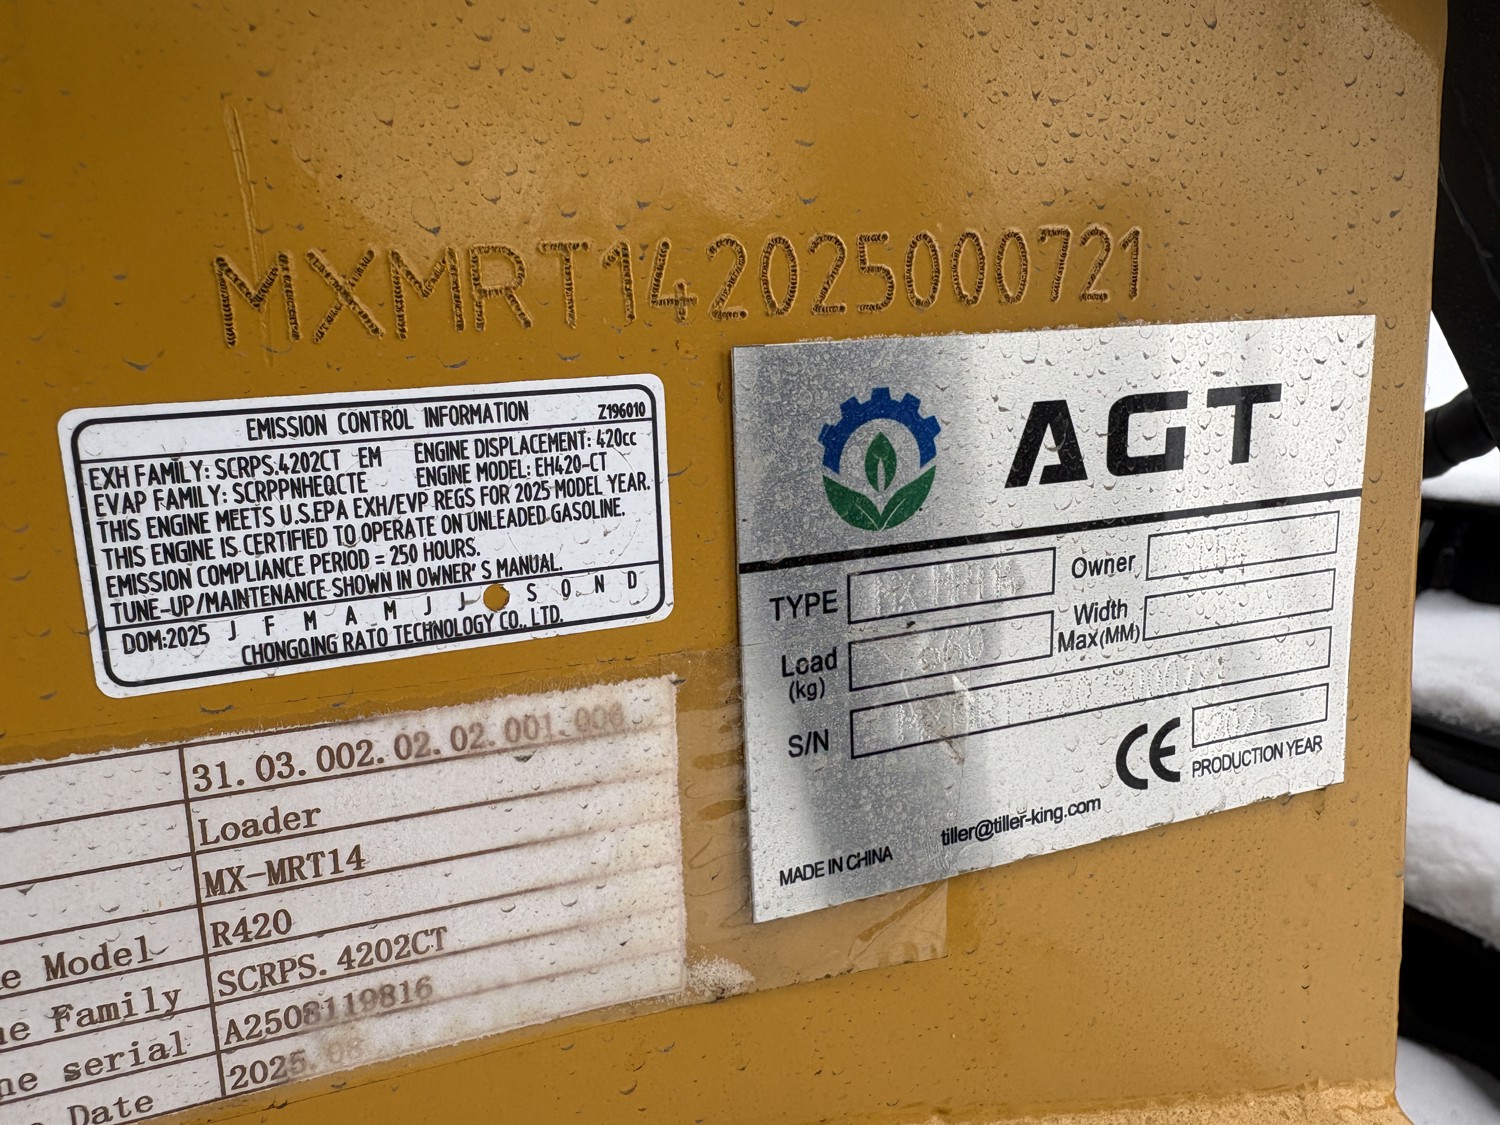 MXMRT142025000721
EMISSION CONTROL INFORMATION Z196010
EXH FAMILY: SCRPS.4202CT EM ENGINE DISPLACEMENT: 420cc
EVAP FAMILY: SCRPPNHEQCTE ENGINE MODEL: EH420-CT
THIS ENGINE MEETS U.S.EPA EXH/EVP REGS FOR 2025 MODEL YEAR.
THIS ENGINE IS CERTIFIED TO OPERATE ON UNLEADED GASOLINE.
EMISSION COMPLIANCE PERIOD = 250 HOURS.
TUNE-UP/MAINTENANCE SHOWN IN OWNER'S MANUAL.
DOM:2025 J F M A M J J S O N D
CHONGQING RATO TECHNOLOGY CO., LTD.
AGT
TYPE MX-MRT14 Owner
Load (kg) Width Max(MM)
S/N
CE 2025
PRODUCTION YEAR
tiller@tiller-king.com
MADE IN CHINA
31.03.002.02.02.001.006
Loader
MX-MRT14
e Model R420
ne Family SCRPS.4202CT
ne serial A2508119816
Date 2025.08